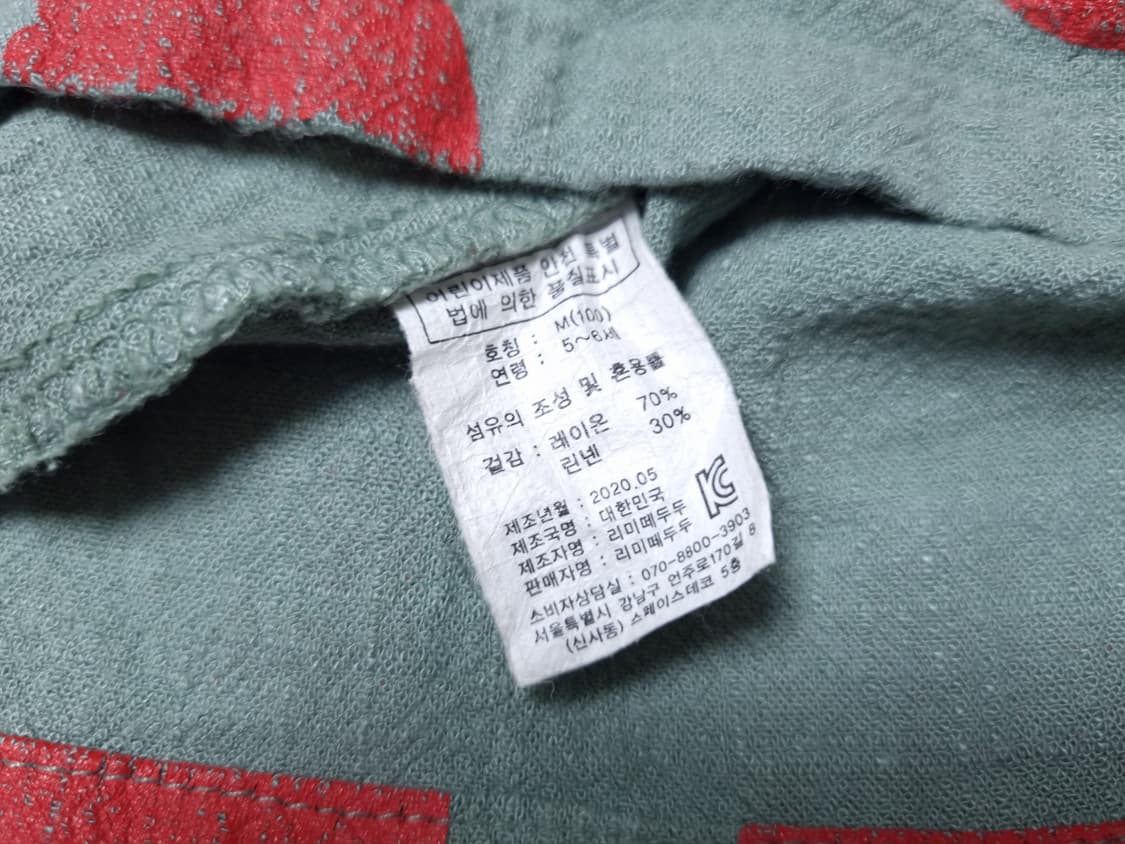 어린이제품 안전 특별
법에 의한 품질표시
호칭 : M(100)
연령 : 5~6세
섬유의 조성 및 혼용률
겉감 : 레이온 70%
린넨 30%
제조년월 : 2020.05
제조국명 : 대한민국
제조자명 : 리미떼두두
판매자명 : 리미떼두두
KC
소비자상담실 : 070-8800-3903
서울특별시 강남구 언주로170길 8
(신사동) 스페이스데코 5층